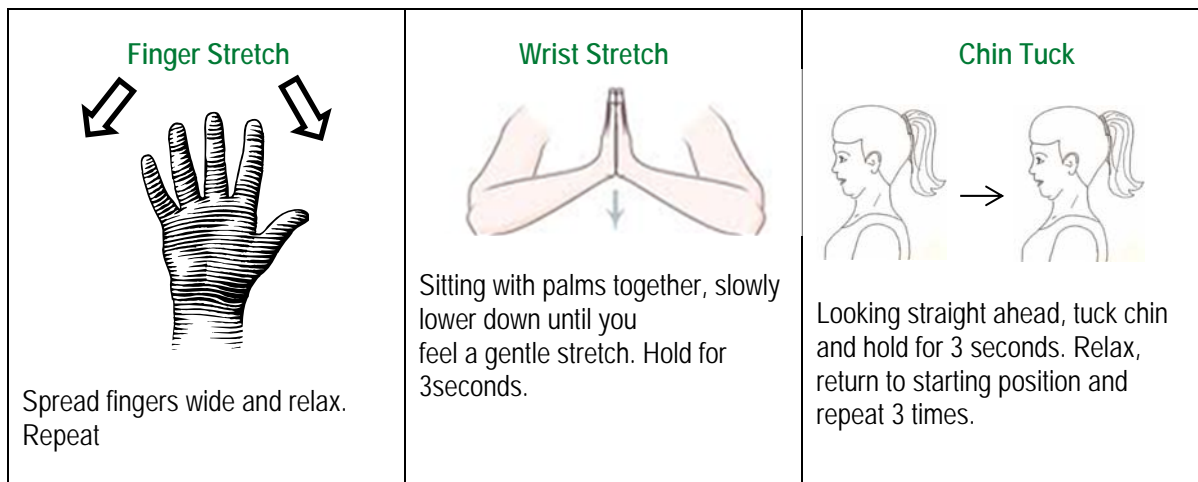 Finger Stretch
Spread fingers wide and relax.
Repeat
Wrist Stretch
Sitting with palms together, slowly
lower down until you
feel a gentle stretch. Hold for
3seconds.
Chin Tuck
Looking straight ahead, tuck chin
and hold for 3 seconds. Relax,
return to starting position and
repeat 3 times.